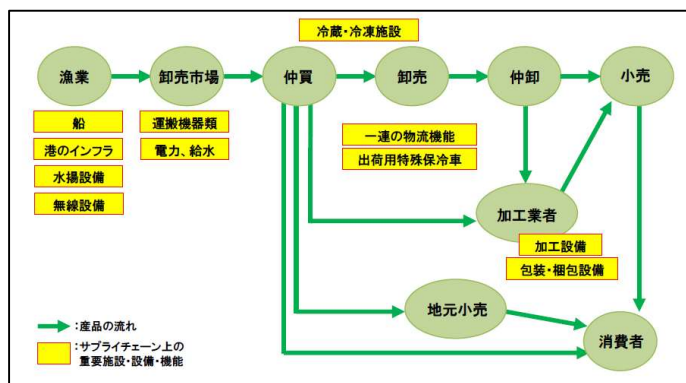 冷蔵・冷凍施設
漁業
卸売市場
仲買
卸売
仲卸
小売
船
港のインフラ
水揚設備
無線設備
運搬機器類
電力、給水
一連の物流機能
出荷用特殊保冷車
加工業者
加工設備
包装・梱包設備
地元小売
消費者
:産品の流れ
:サプライチェーン上の
重要施設・設備・機能